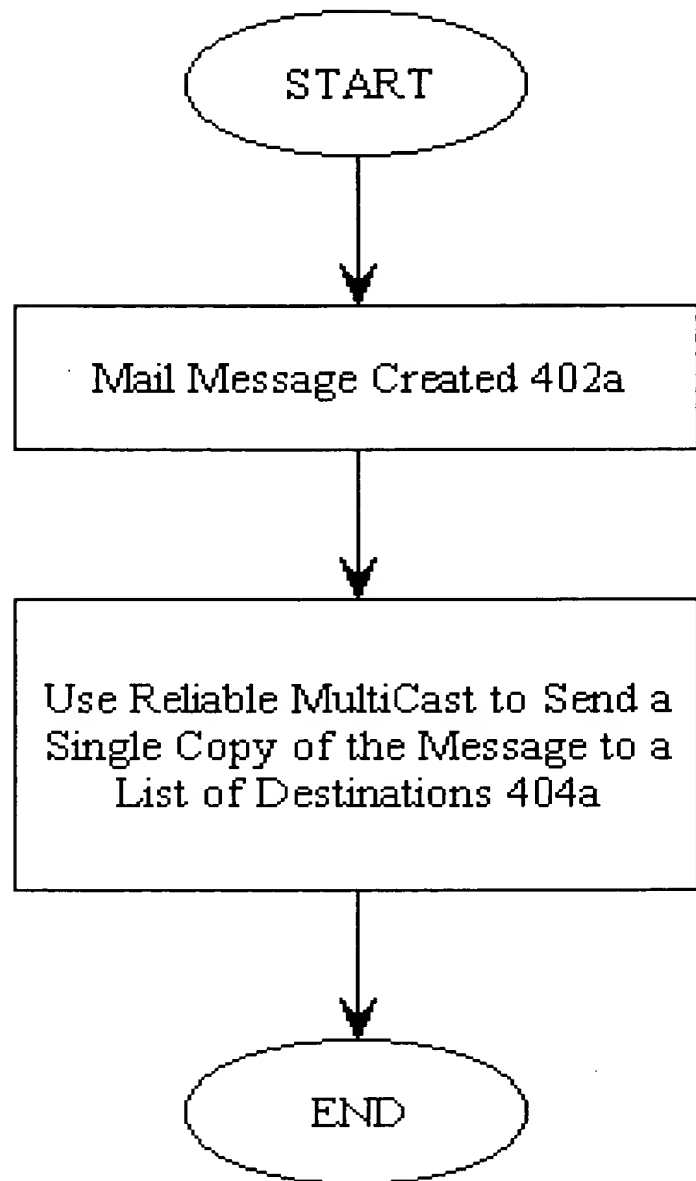 START
Mail Message Created 402a
Use Reliable MultiCast to Send a
Single Copy of the Message to a
List of Destinations 404a
END